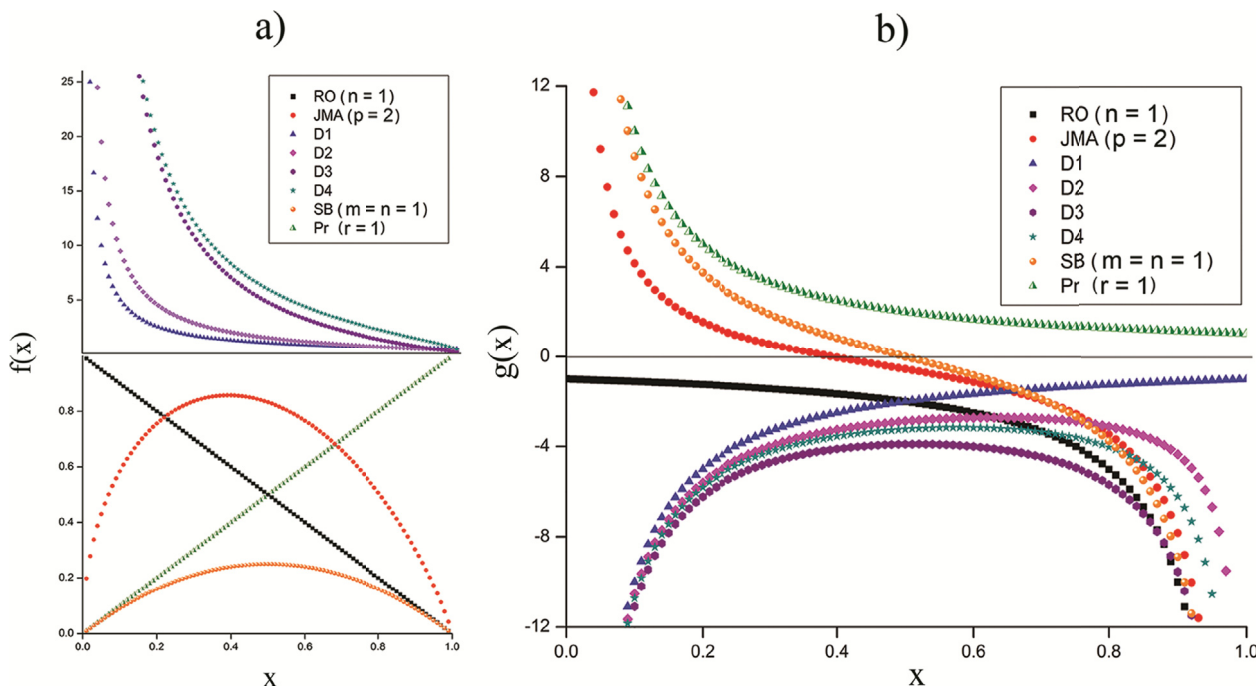 a)
RO (n = 1)
JMA (p = 2)
D1
D2
D3
D4
SB (m = n = 1)
Pr (r = 1)
25
20
15
10
5
0.8
0.6
0.4
0.2
0.0
0.0 0.2 0.4 0.6 0.8 1.0
f(x)
x
b)
RO (n = 1)
JMA (p = 2)
D1
D2
D3
D4
SB (m = n = 1)
Pr (r = 1)
12
8
4
0
-4
-8
-12
0.0 0.2 0.4 0.6 0.8 1.0
g(x)
x